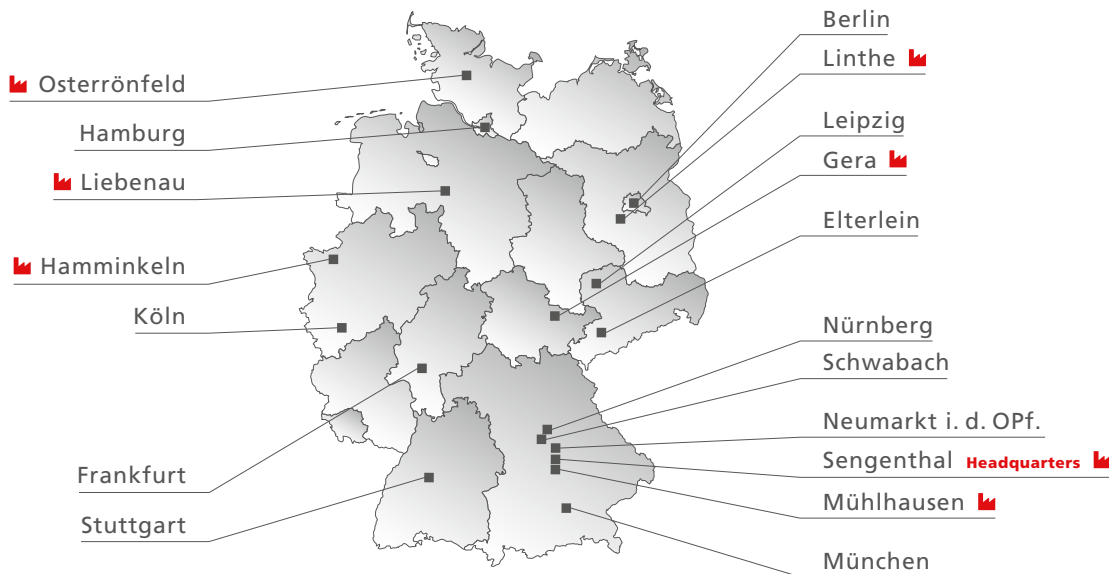 Osterrönfeld
Hamburg
Liebenau
Hamminkeln
Köln
Frankfurt
Stuttgart
Berlin
Linthe
Leipzig
Gera
Elterlein
Nürnberg
Schwabach
Neumarkt i. d. OPf.
Sengenthal Headquarters
Mühlhausen
München